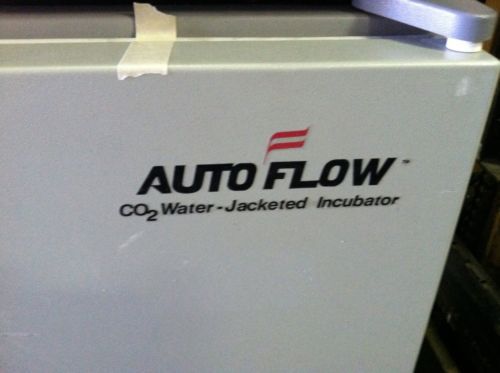 AUTO FLOW™
CO₂ Water-Jacketed Incubator